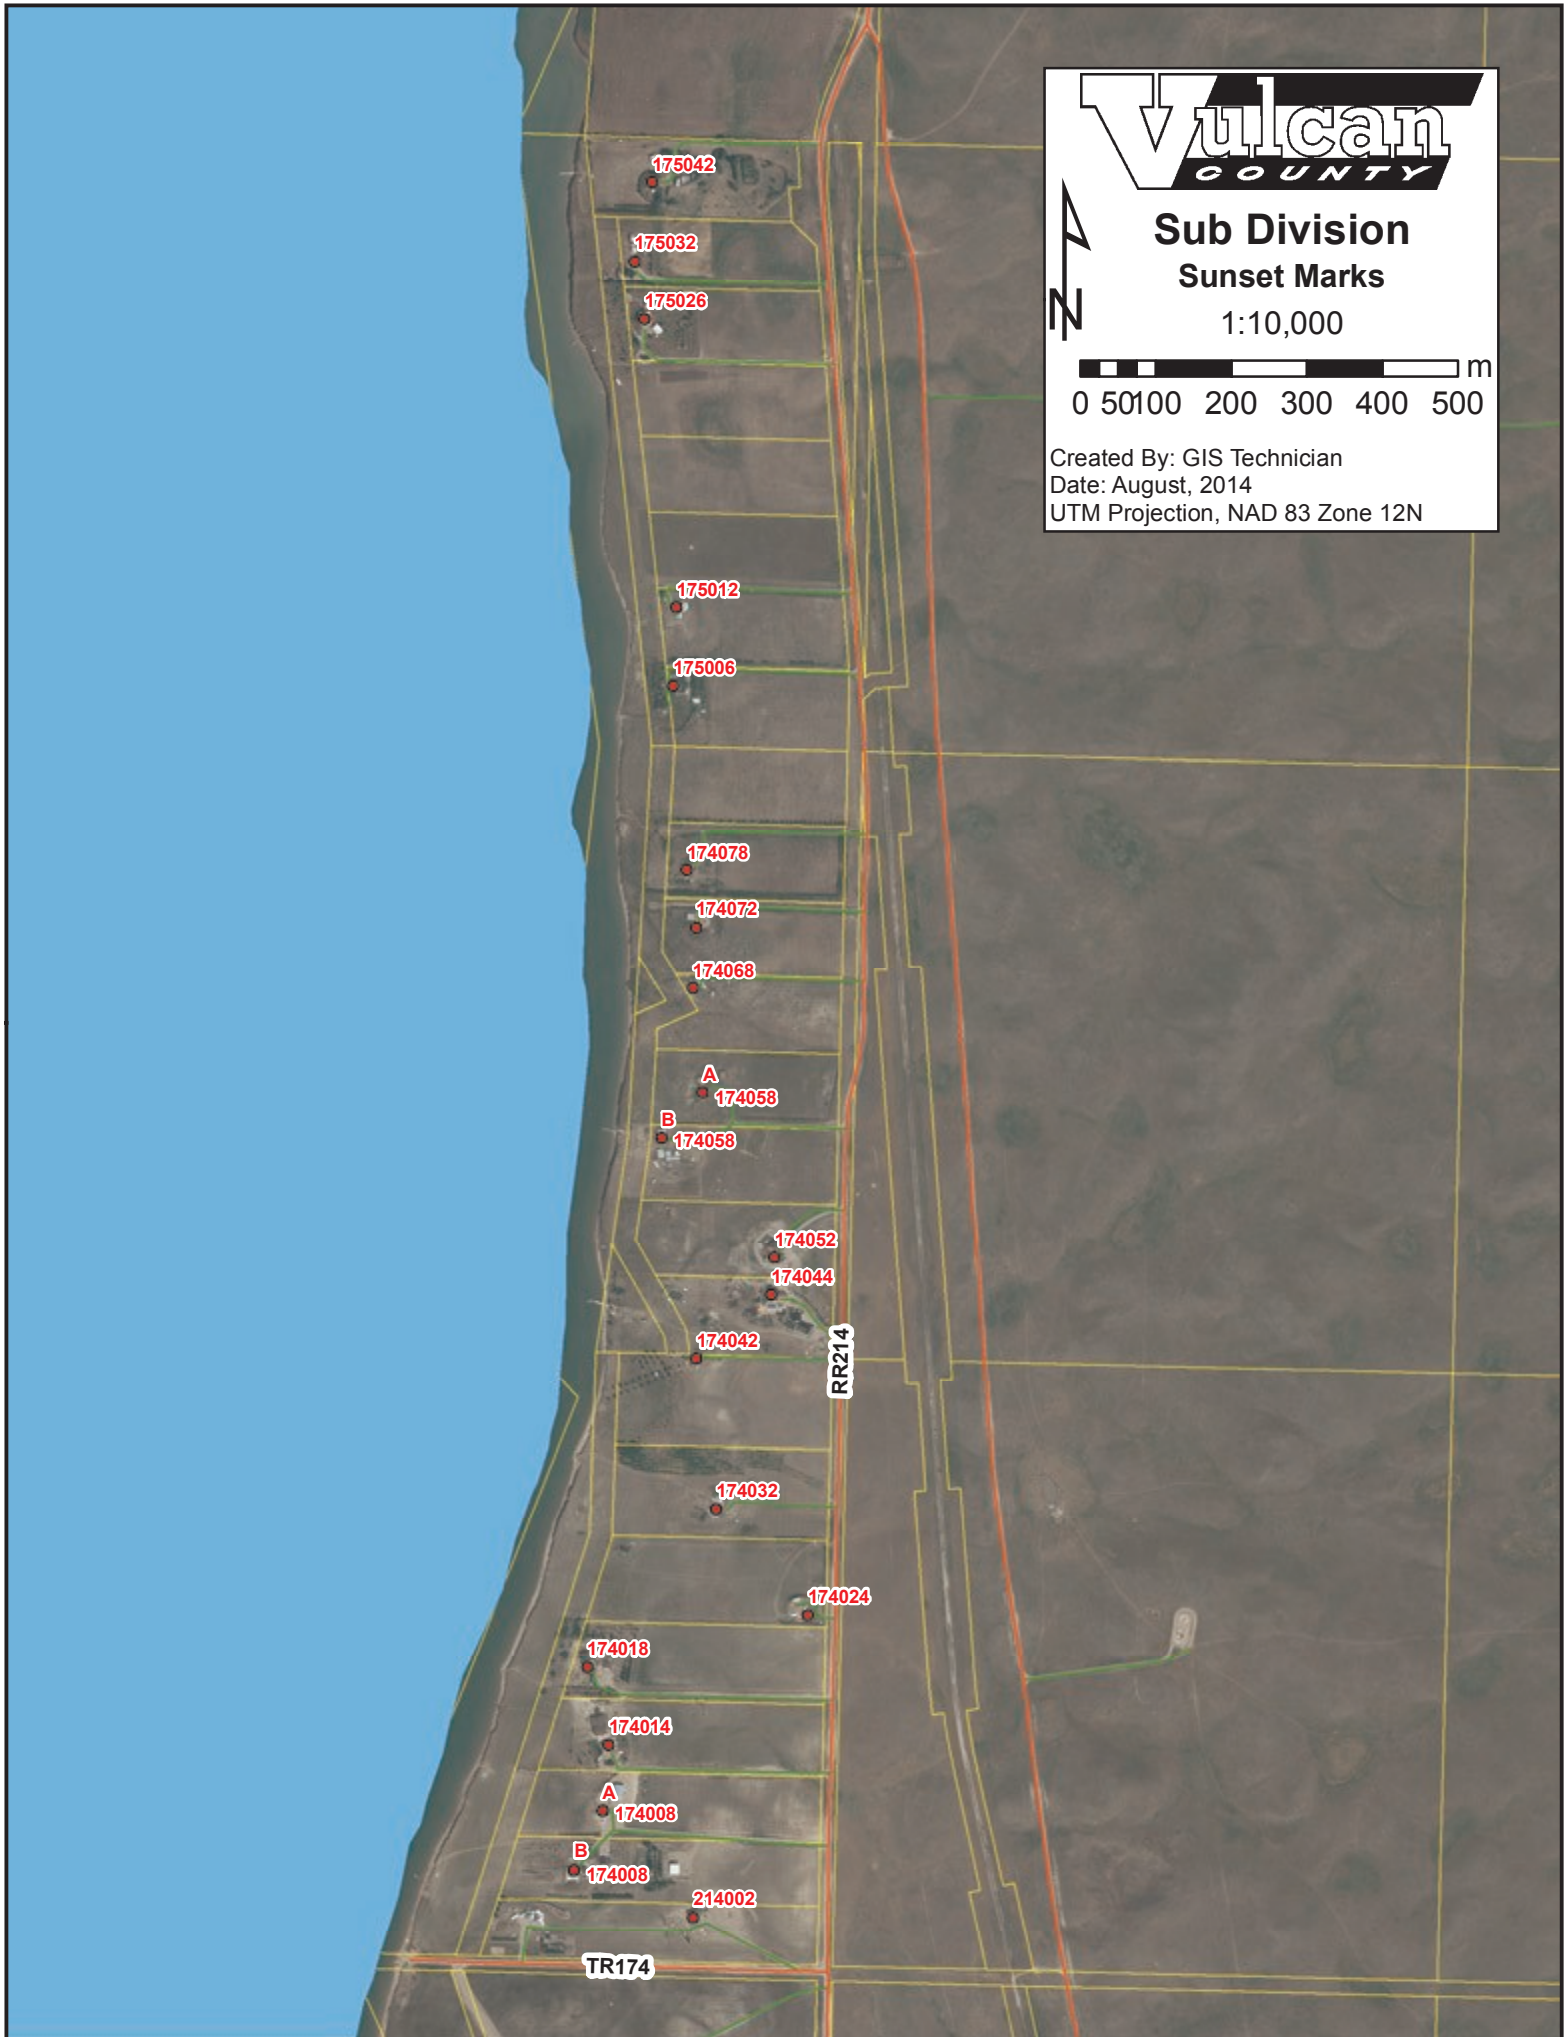 Vulcan
COUNTY
Sub Division
Sunset Marks
N
1:10,000
m
0 50 100 200 300 400 500
Created By: GIS Technician
Date: August, 2014
UTM Projection, NAD 83 Zone 12N
175042
175032
175026
175012
175006
174078
174072
174068
A
174058
B
174058
174052
174044
174042
RR214
174032
174024
174018
174014
A
174008
B
174008
214002
TR174